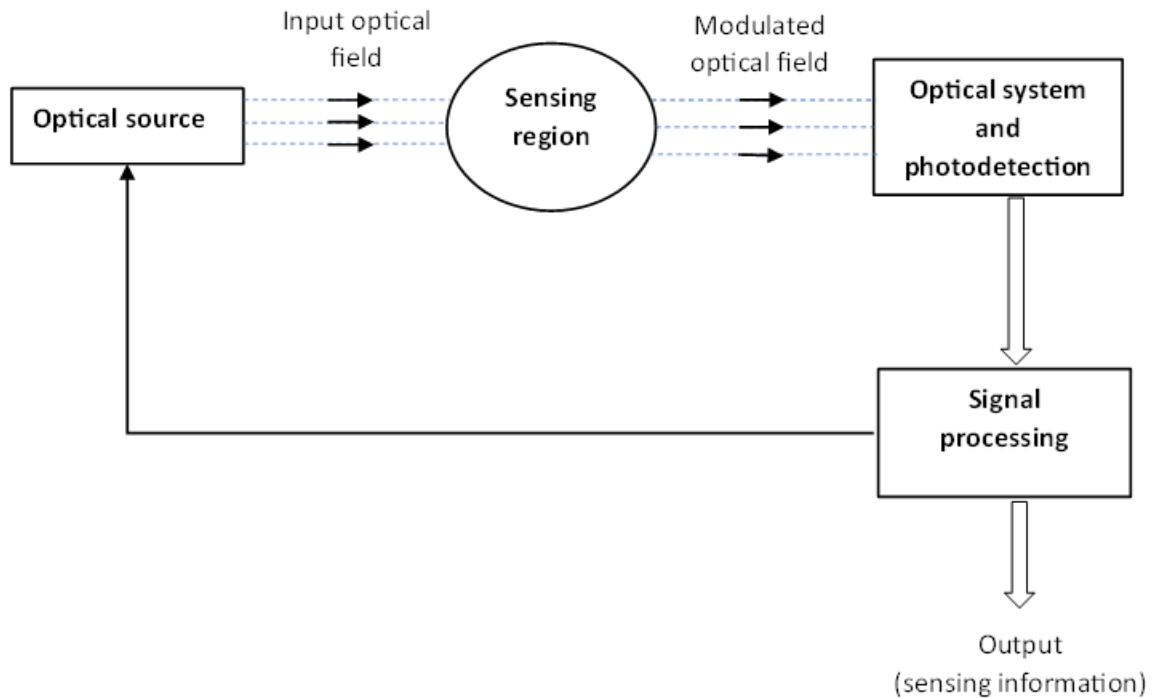 Input optical
field
Modulated
optical field
Optical source
Sensing
region
Optical system
and
photodetection
Signal
processing
Output
(sensing information)